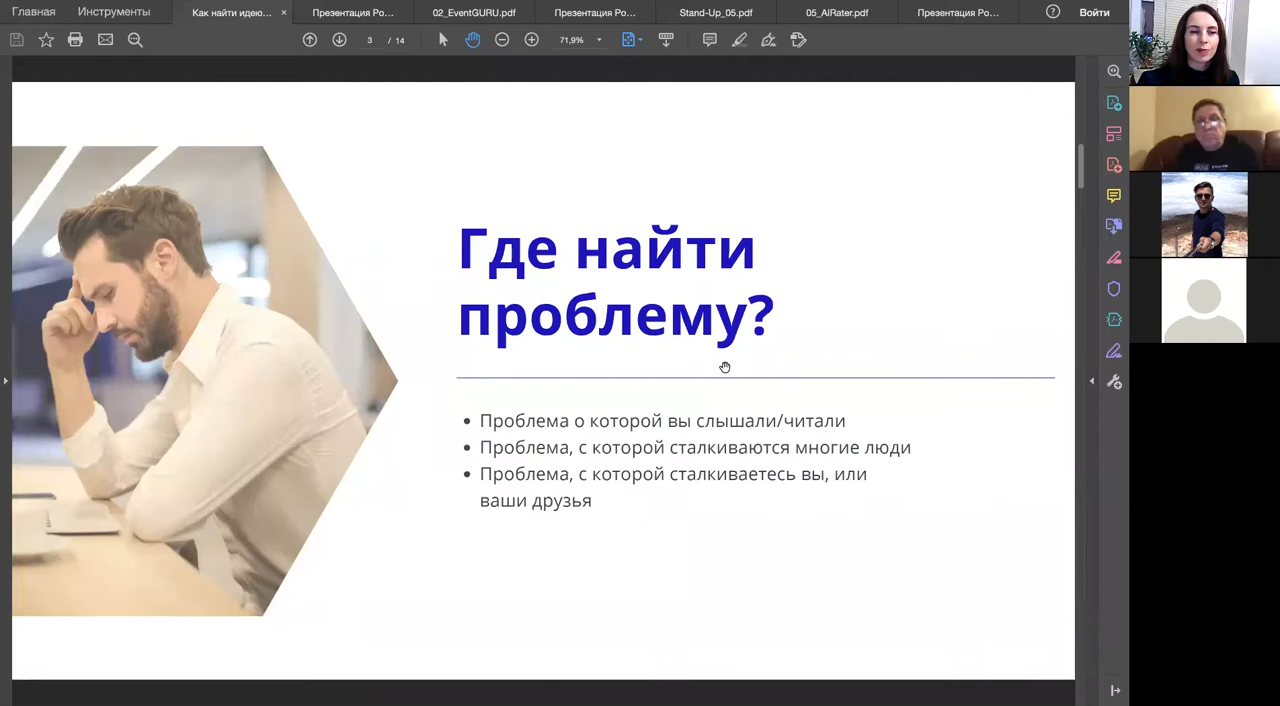 Главная
Инструменты
Как найти идею...
Презентация Ро...
02_EventGURU.pdf
Презентация Ро...
Stand-Up_05.pdf
05_AIRater.pdf
Презентация Ро...
Войти
3 / 14
71,9%
Где найти
проблему?
• Проблема о которой вы слышали/читали
• Проблема, с которой сталкиваются многие люди
• Проблема, с которой сталкиваетесь вы, или
ваши друзья